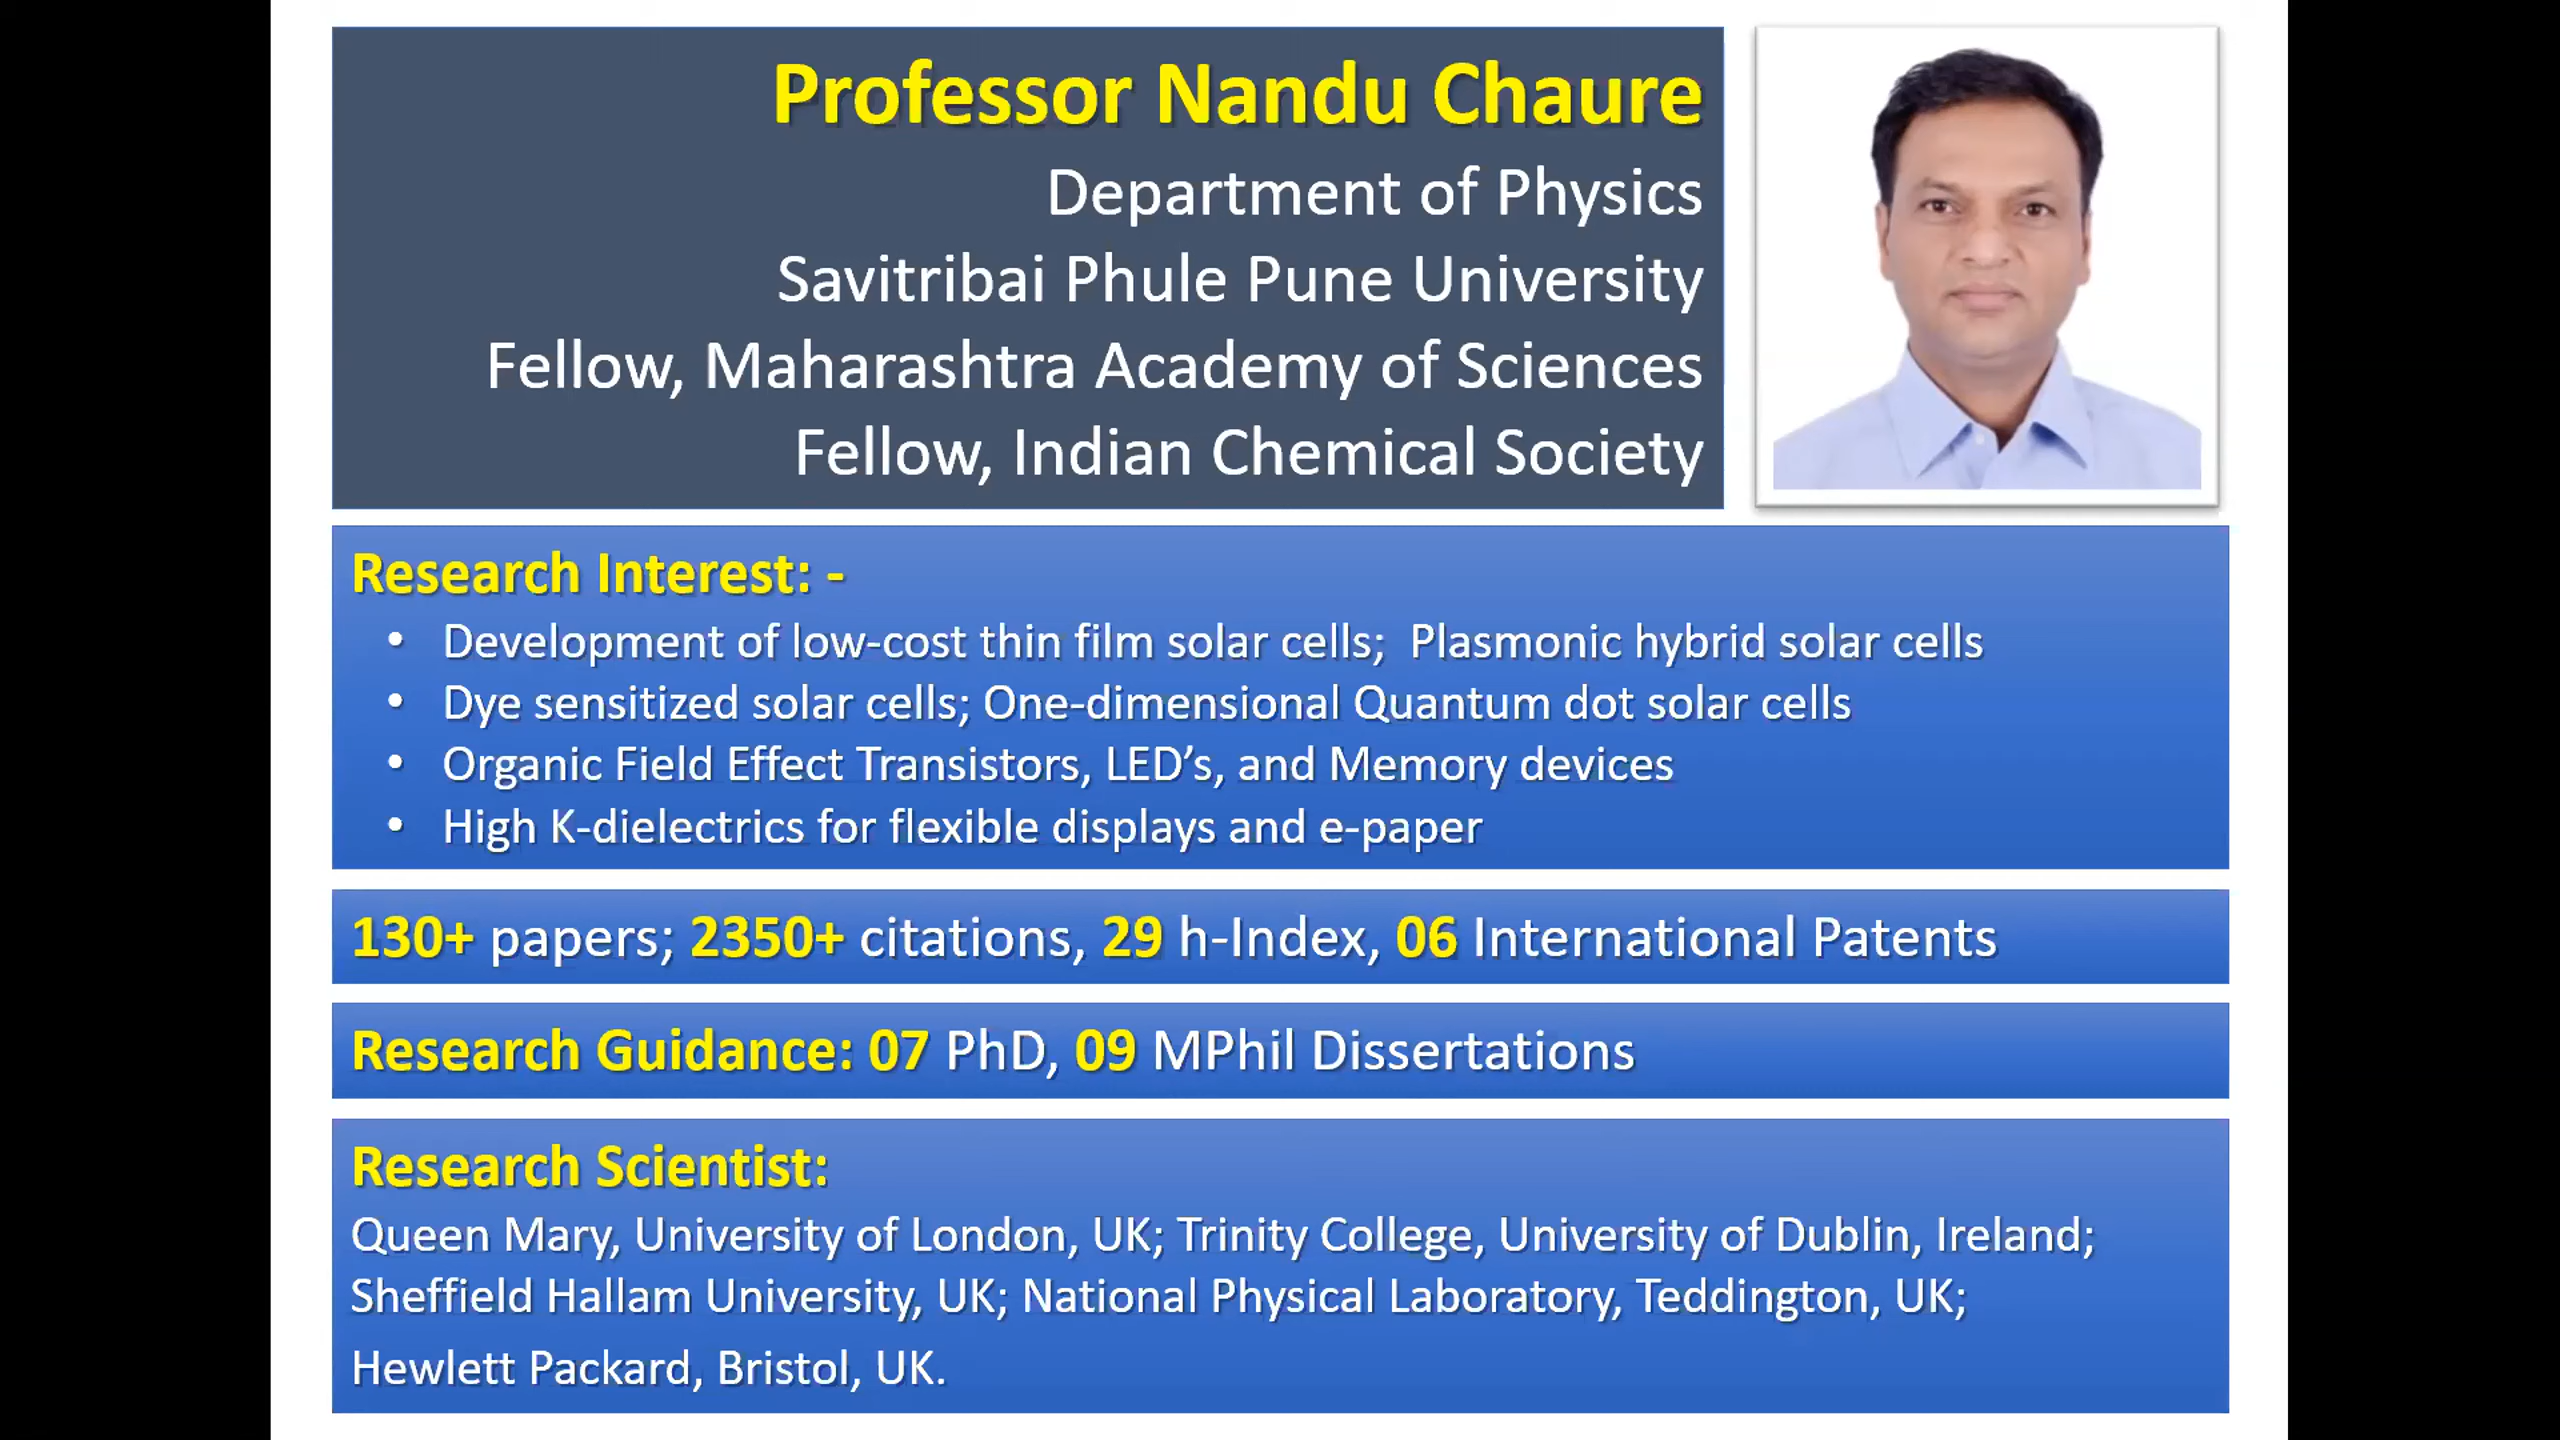 Professor Nandu Chaure
Department of Physics
Savitribai Phule Pune University
Fellow, Maharashtra Academy of Sciences
Fellow, Indian Chemical Society
Research Interest: -
• Development of low-cost thin film solar cells; Plasmonic hybrid solar cells
• Dye sensitized solar cells; One-dimensional Quantum dot solar cells
• Organic Field Effect Transistors, LED’s, and Memory devices
• High K-dielectrics for flexible displays and e-paper
130+ papers; 2350+ citations, 29 h-Index, 06 International Patents
Research Guidance: 07 PhD, 09 MPhil Dissertations
Research Scientist:
Queen Mary, University of London, UK; Trinity College, University of Dublin, Ireland;
Sheffield Hallam University, UK; National Physical Laboratory, Teddington, UK;
Hewlett Packard, Bristol, UK.